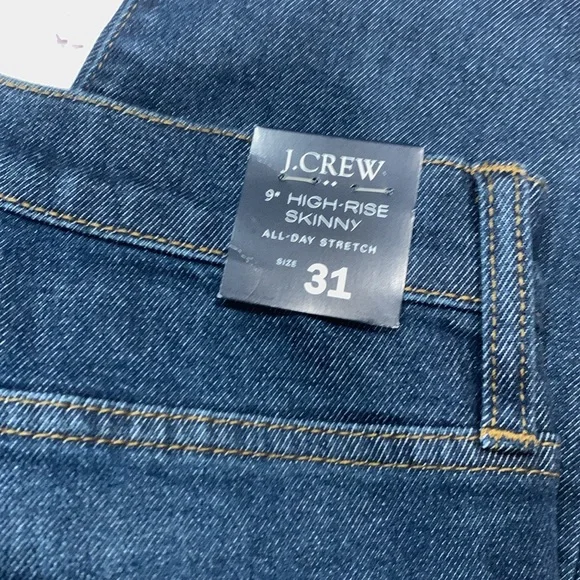 J.CREW
9" HIGH-RISE
SKINNY
ALL-DAY STRETCH
SIZE 31